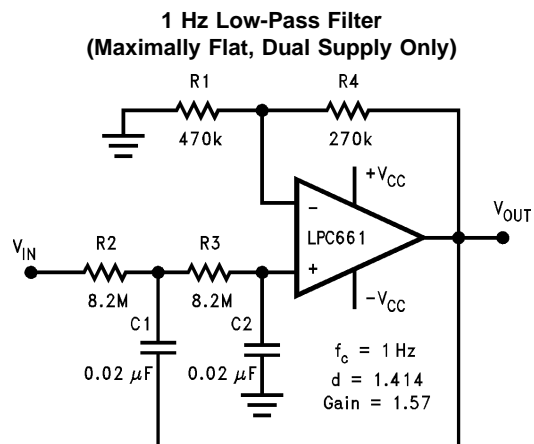 1 Hz Low-Pass Filter
(Maximally Flat, Dual Supply Only)
R1
R4
470k
270k
+VCC
−
LPC661
VOUT
VIN
R2
R3
+
8.2M
8.2M
−VCC
C1
C2
0.02 μF
0.02 μF
fc = 1 Hz
d = 1.414
Gain = 1.57